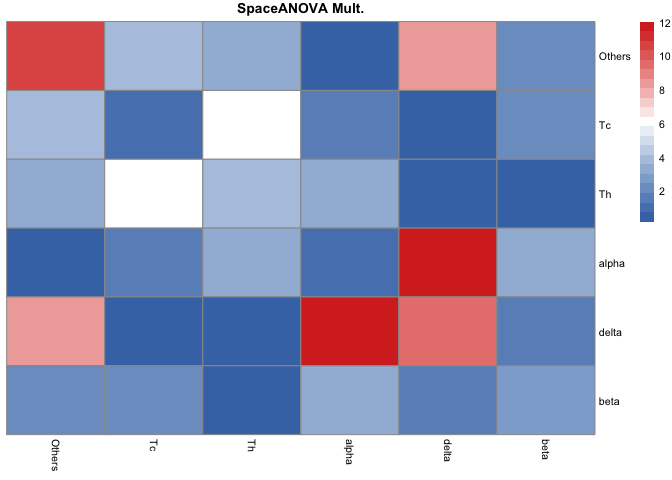 SpaceANOVA Mult.
12
10
8
6
4
2
Others
Tc
Th
alpha
delta
beta
Others
Tc
Th
alpha
delta
beta